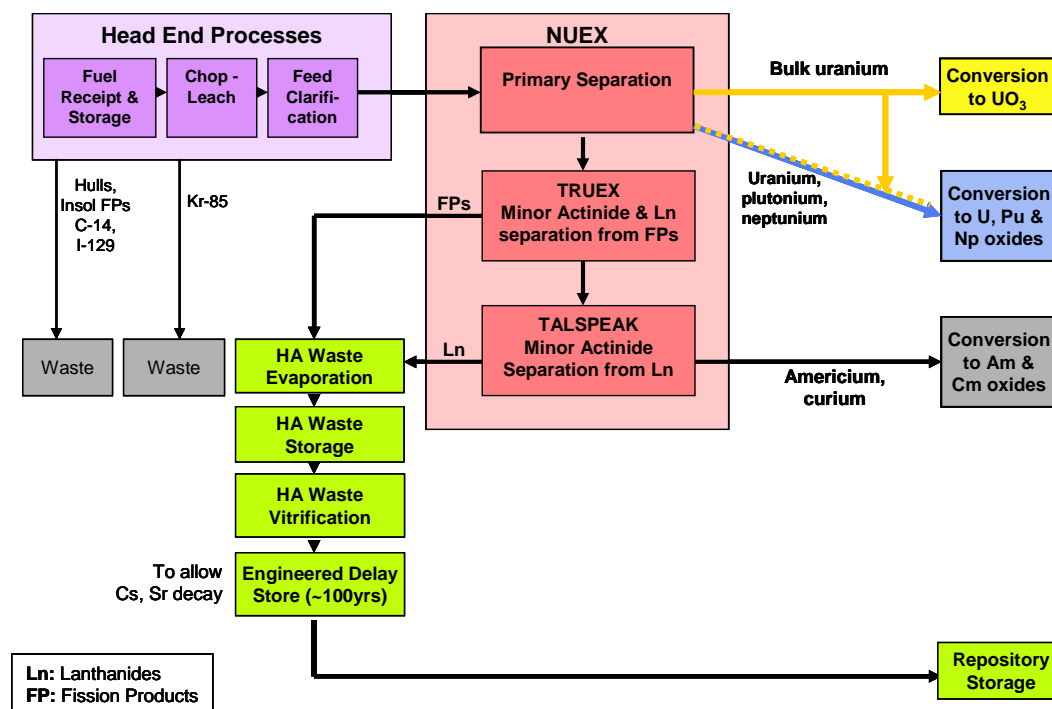 Head End Processes
Fuel
Receipt &
Storage
Chop -
Leach
Feed
Clarifi-
cation
NUEX
Primary Separation
Bulk uranium
Conversion
to UO₃
Hulls,
Insol FPs
C-14,
I-129
Kr-85
FPs
TRUEX
Minor Actinide & Ln
separation from FPs
Uranium,
plutonium,
neptunium
Conversion
to U, Pu &
Np oxides
Waste
Waste
HA Waste
Evaporation
Ln
TALSPEAK
Minor Actinide
Separation from Ln
Americium,
curium
Conversion
to Am &
Cm oxides
HA Waste
Storage
HA Waste
Vitrification
To allow
Cs, Sr decay
Engineered Delay
Store (~100yrs)
Ln: Lanthanides
FP: Fission Products
Repository
Storage